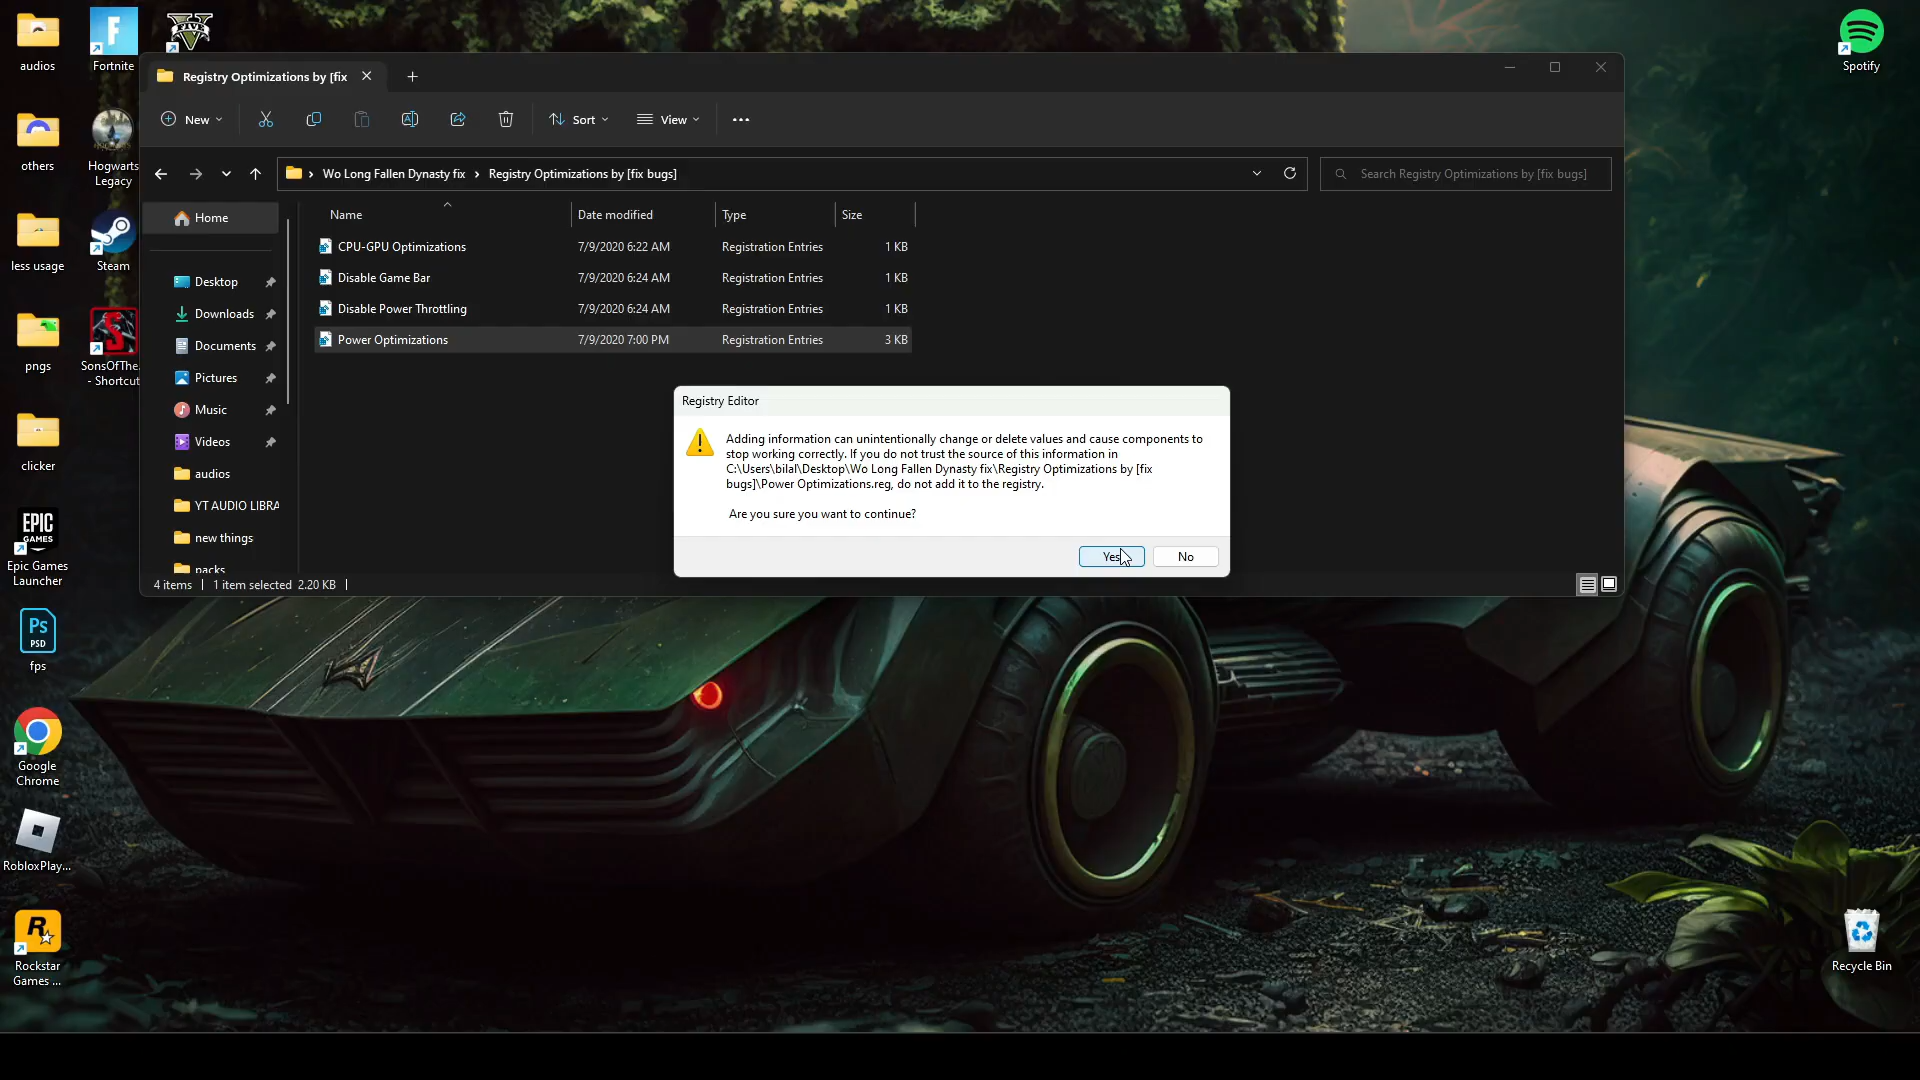 audios
Fortnite
Spotify
others
Hogwarts
Legacy
less usage
Steam
pngs
SonsOfThe...
- Shortcut
clicker
EPIC
GAMES
Epic Games
Launcher
Ps
PSD
fps
Google
Chrome
RobloxPlay...
Rockstar
Games ...
Recycle Bin
Registry Optimizations by [fix
New
Sort
View
Wo Long Fallen Dynasty fix > Registry Optimizations by [fix bugs]
Search Registry Optimizations by [fix bugs]
Home
Desktop
Downloads
Documents
Pictures
Music
Videos
audios
YT AUDIO LIBRA
new things
packs
Name Date modified Type Size
CPU-GPU Optimizations 7/9/2020 6:22 AM Registration Entries 1 KB
Disable Game Bar 7/9/2020 6:24 AM Registration Entries 1 KB
Disable Power Throttling 7/9/2020 6:24 AM Registration Entries 1 KB
Power Optimizations 7/9/2020 7:00 PM Registration Entries 3 KB
4 items 1 item selected 2.20 KB
Registry Editor
Adding information can unintentionally change or delete values and cause components to
stop working correctly. If you do not trust the source of this information in
C:\Users\bilal\Desktop\Wo Long Fallen Dynasty fix\Registry Optimizations by [fix
bugs]\Power Optimizations.reg, do not add it to the registry.
Are you sure you want to continue?
Yes No